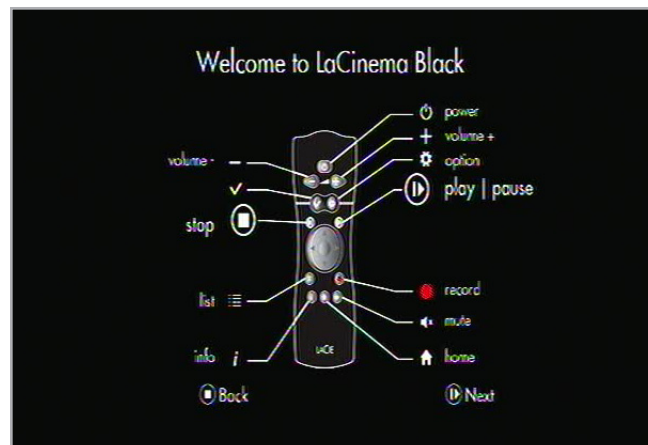 Welcome to LaCinema Black
power
volume +
volume -
option
play | pause
stop
list
record
mute
info
home
LACIE
Back
Next